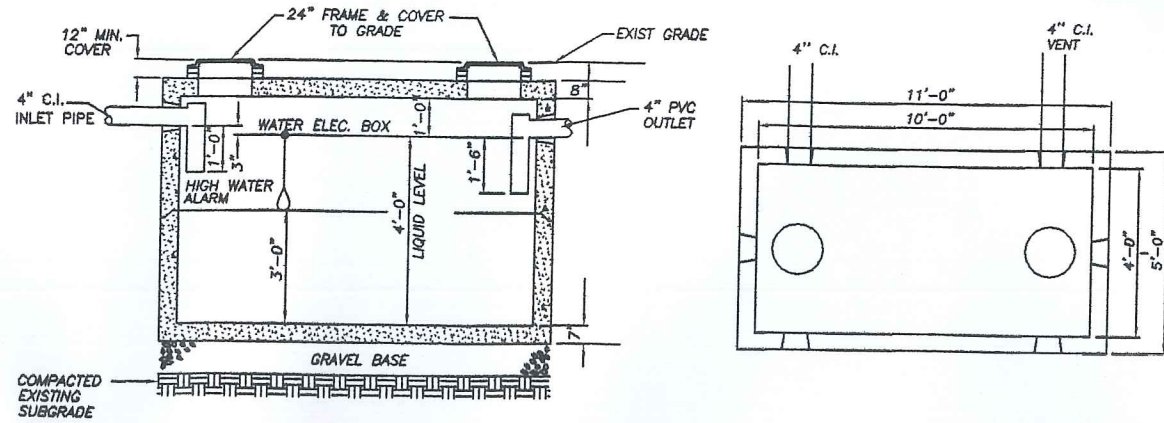 24" FRAME & COVER
TO GRADE
12" MIN.
COVER
EXIST GRADE
8"
4" C.I.
INLET PIPE
4" PVC
OUTLET
WATER ELEC. BOX
1'-0"
1'-0"
3"
1'-6"
HIGH WATER
ALARM
LIQUID LEVEL
4'-0"
3'-0"
7"
GRAVEL BASE
COMPACTED
EXISTING
SUBGRADE
4" C.I.
4" C.I.
VENT
11'-0"
10'-0"
4'-0"
5'-0"